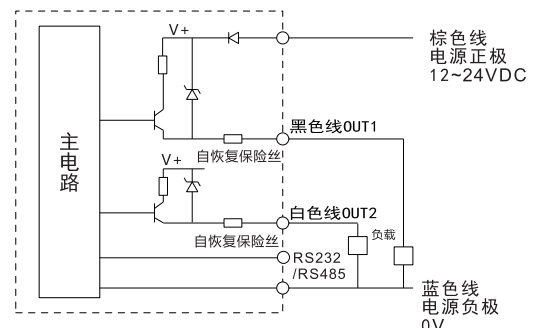 V+
棕色线
电源正极
12~24VDC
主电路
黑色线OUT1
自恢复保险丝
V+
白色线OUT2
负载
自恢复保险丝
RS232
/RS485
蓝色线
电源负极
0V